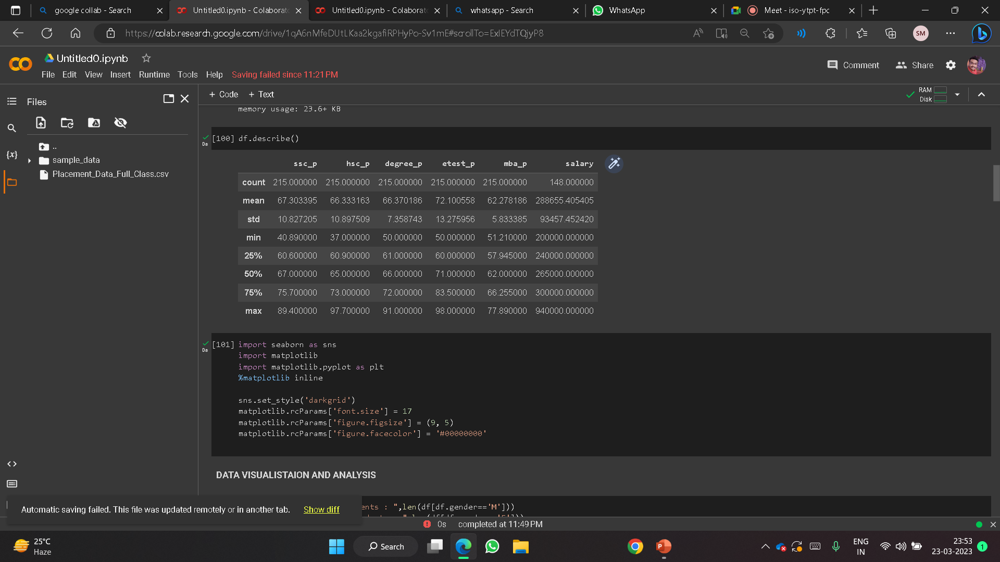 google collab - Search
Untitled0.ipynb - Colaborato
Untitled0.ipynb - Colaborato
whatsapp - Search
WhatsApp
Meet - iso-ytpt-fpc
https://colab.research.google.com/drive/1qA6nMfeDUtLKaa2kgafiRPHyPo-Sv1mE#scrollTo=ExIEYdTQjyP8
SM
Untitled0.ipynb
File Edit View Insert Runtime Tools Help Saving failed since 11:21 PM
Comment Share
Files
+ Code + Text
RAM
Disk
..
sample_data
Placement_Data_Full_Class.csv
{x}
memory usage: 23.6+ KB
0s
[100] df.describe()
ssc_p hsc_p degree_p etest_p mba_p salary
count 215.000000 215.000000 215.000000 215.000000 215.000000 148.000000
mean 67.303395 66.333163 66.370186 72.100558 62.278186 288655.405405
std 10.827205 10.897509 7.358743 13.275956 5.833385 93457.452420
min 40.890000 37.000000 50.000000 50.000000 51.210000 200000.000000
25% 60.600000 60.900000 61.000000 60.000000 57.945000 240000.000000
50% 67.000000 65.000000 66.000000 71.000000 62.000000 265000.000000
75% 75.700000 73.000000 72.000000 83.500000 66.255000 300000.000000
max 89.400000 97.700000 91.000000 98.000000 77.890000 940000.000000
0s
[101] import seaborn as sns
import matplotlib
import matplotlib.pyplot as plt
%matplotlib inline
sns.set_style('darkgrid')
matplotlib.rcParams['font.size'] = 17
matplotlib.rcParams['figure.figsize'] = (9, 5)
matplotlib.rcParams['figure.facecolor'] = '#00000000'
DATA VISUALISTAION AND ANALYSIS
ents : ",len(df[df.gender=='M']))
Automatic saving failed. This file was updated remotely or in another tab. Show diff
0s completed at 11:49 PM
25°C
Haze
Search
ENG
IN
23:53
23-03-2023
1